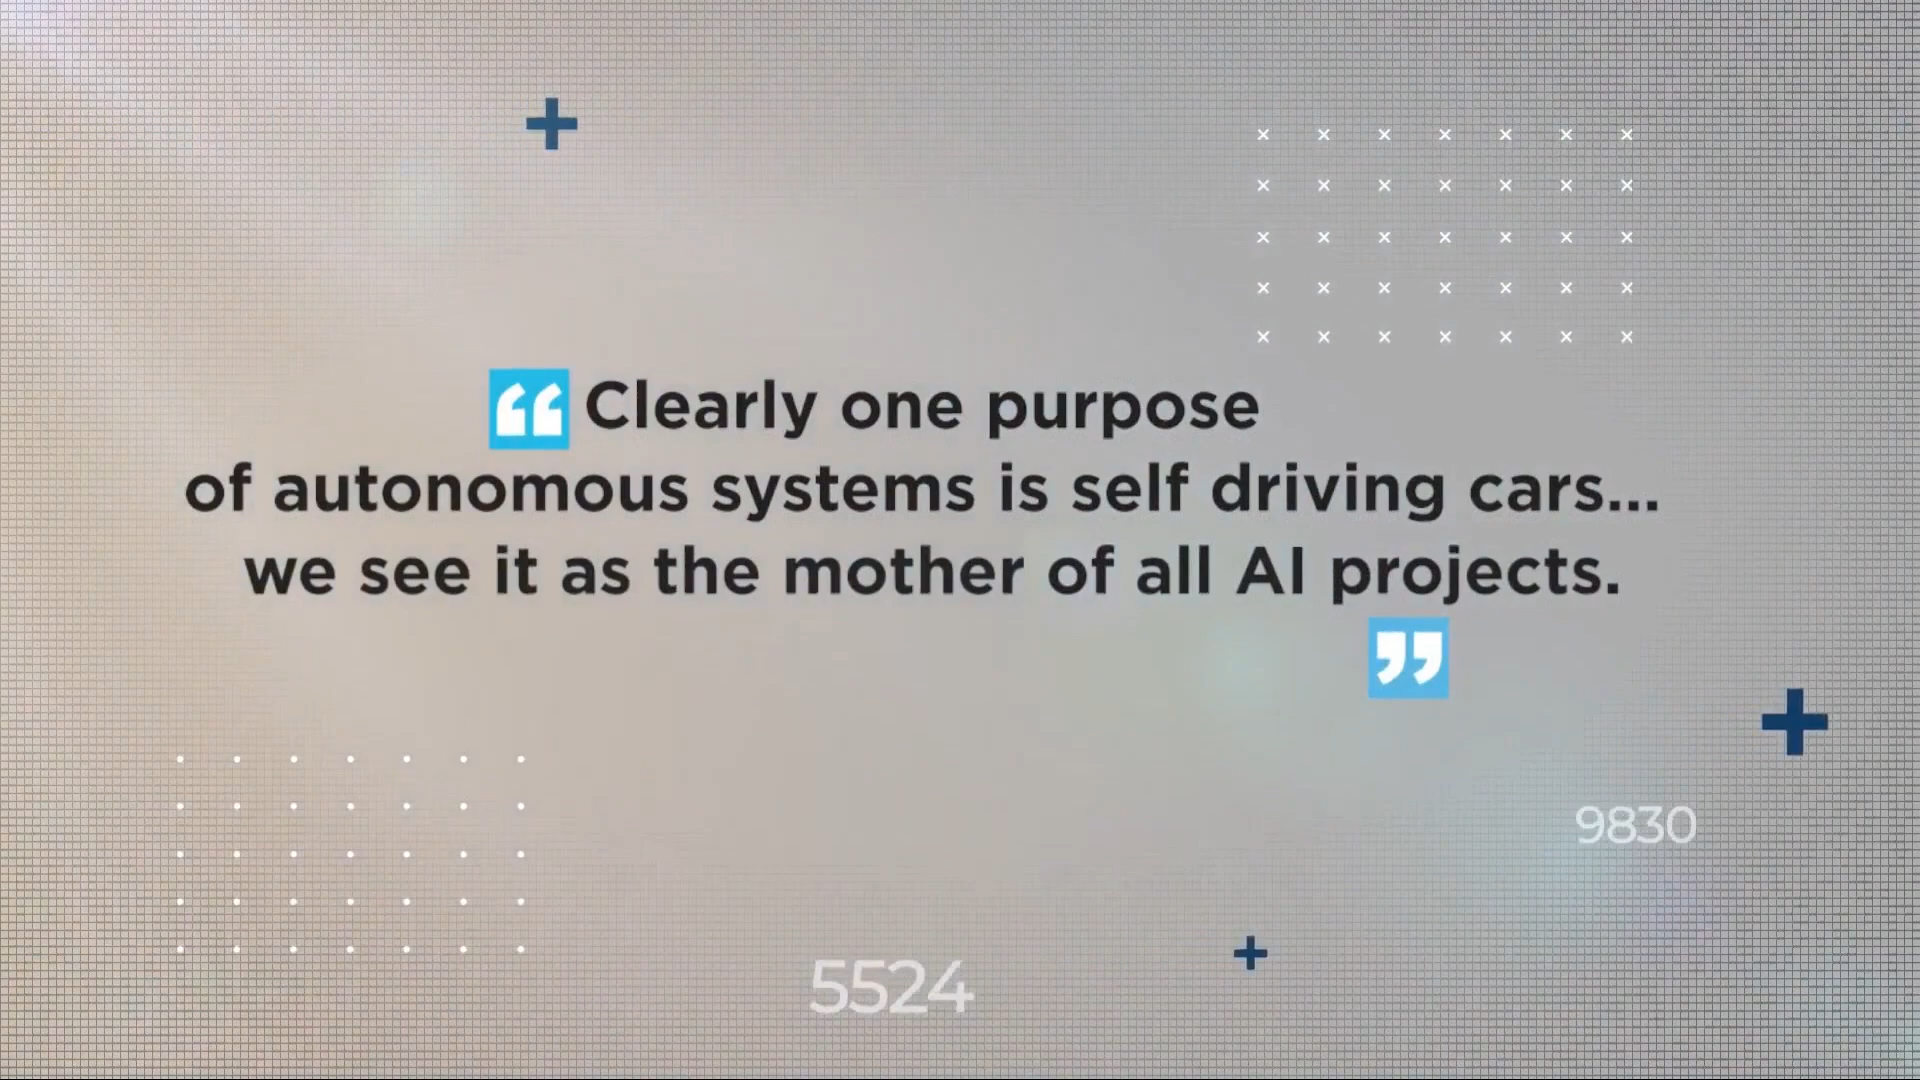 “ Clearly one purpose
of autonomous systems is self driving cars...
we see it as the mother of all AI projects.
”
9830
5524